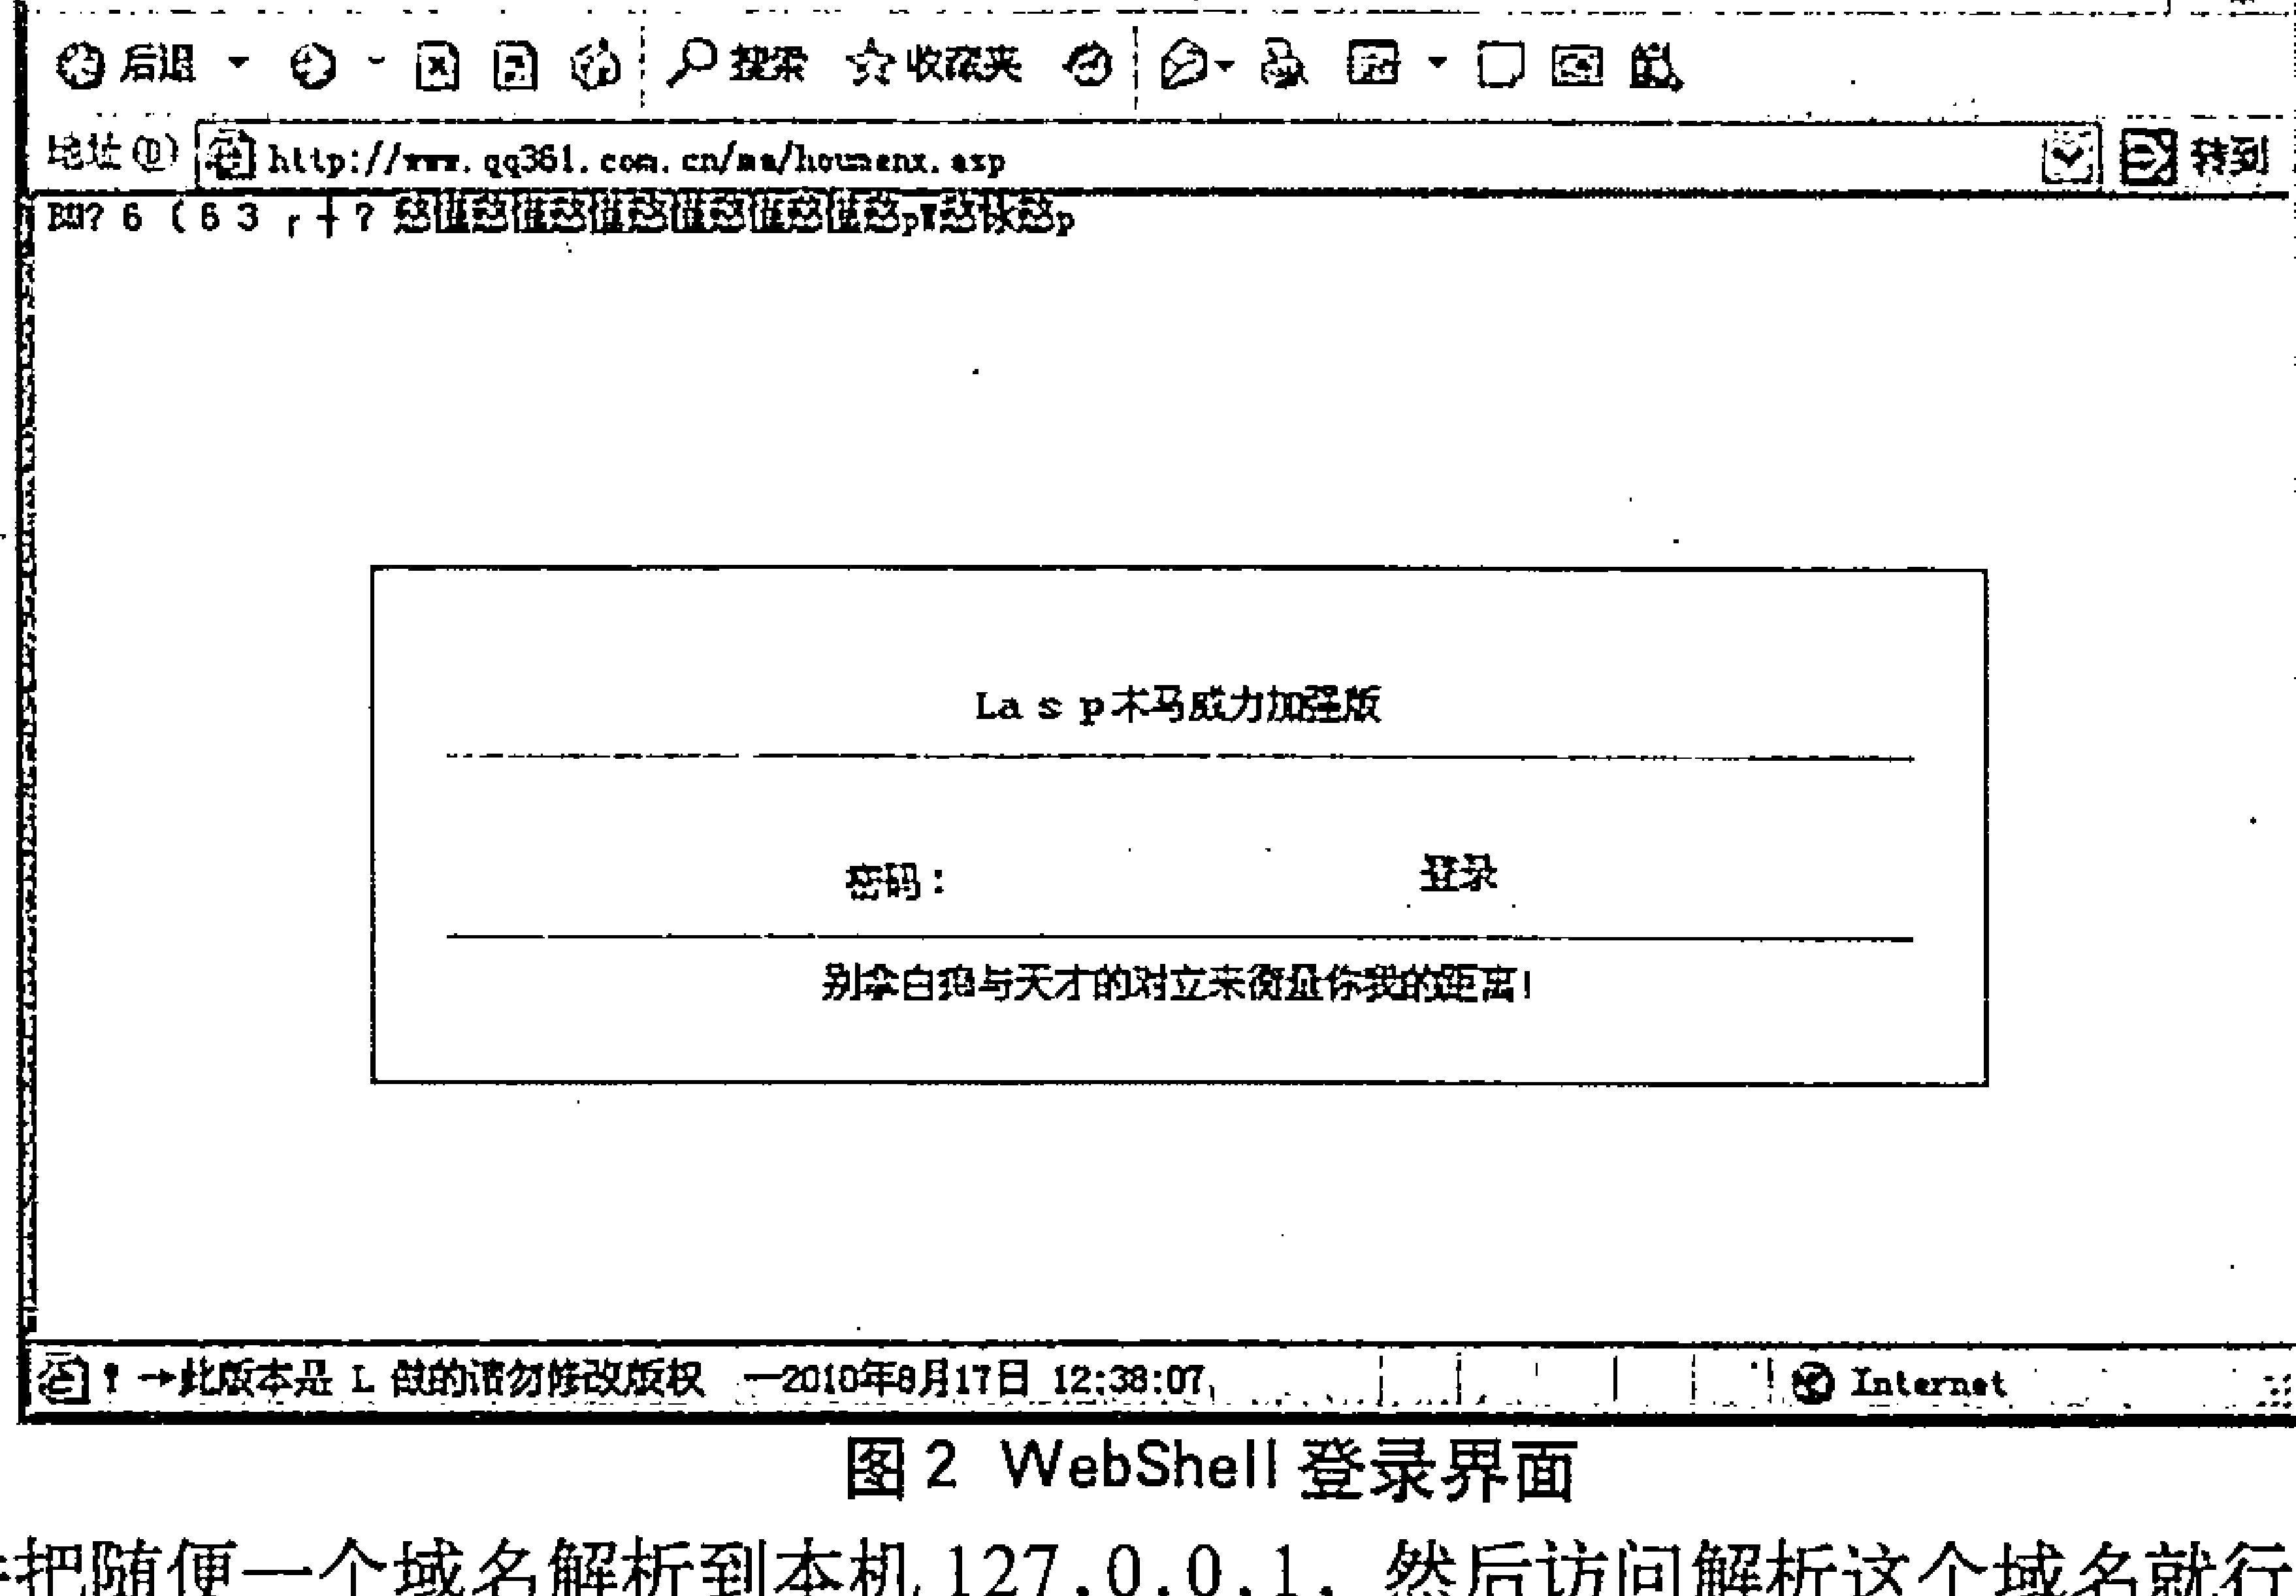 后退 搜索 收藏夹
地址(D) http://www.qq361.com.cn/ma/houmenx.asp 转到
Lasp木马威力加强版
密码： 登录
别拿白痴与天才的对立来衡量你我的距离！
！→此版本是 L 做的请勿修改版权 —2010年8月17日 12:38:07 Internet
图 2 WebShell 登录界面
把随便一个域名解析到本机 127.0.0.1，然后访问解析这个域名就行